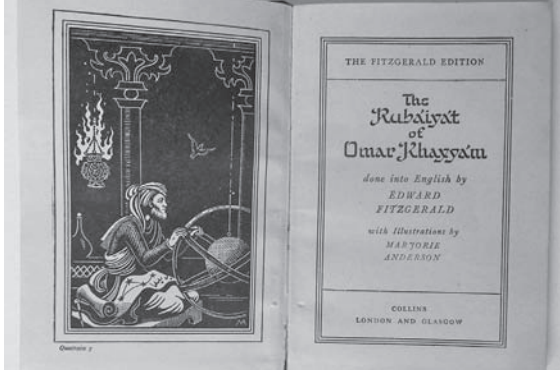 Quatrain 7
THE FITZGERALD EDITION
The
Rubáiyát
of
Omar Khayyám
done into English by
EDWARD
FITZGERALD
with Illustrations by
MARJORIE
ANDERSON
COLLINS
LONDON AND GLASGOW